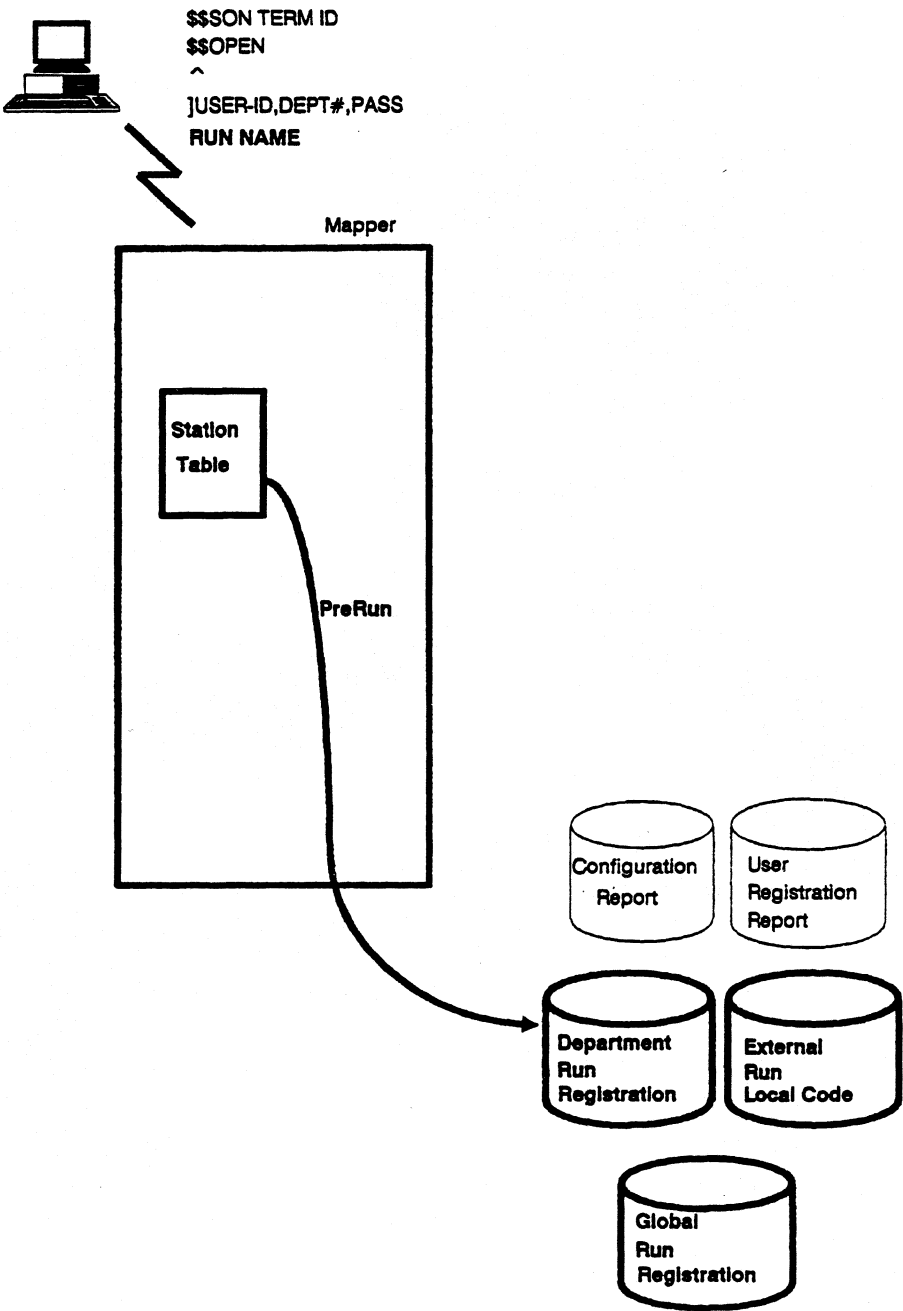 $$SON TERM ID
$$OPEN
^
]USER-ID,DEPT#,PASS
RUN NAME
Mapper
Station
Table
PreRun
Configuration
Report
User
Registration
Report
Department
Run
Registration
External
Run
Local Code
Global
Run
Registration